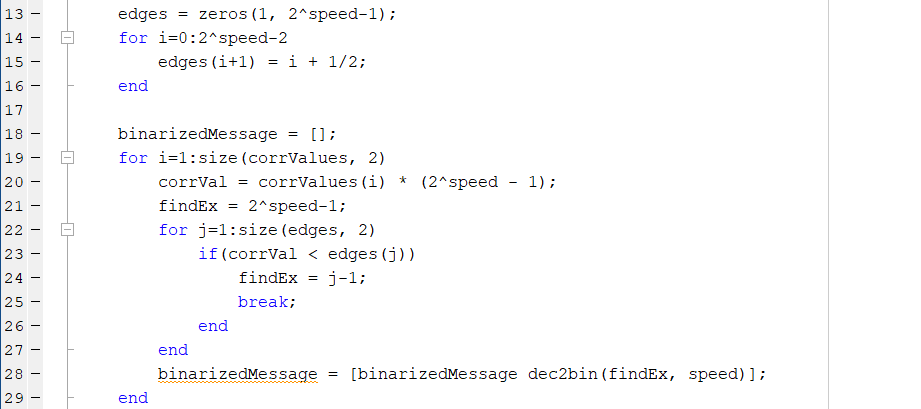 13 –        edges = zeros(1, 2^speed-1);
14 –        for i=0:2^speed-2
15 –            edges(i+1) = i + 1/2;
16 –        end
17
18 –        binarizedMessage = [];
19 –        for i=1:size(corrValues, 2)
20 –            corrVal = corrValues(i) * (2^speed - 1);
21 –            findEx = 2^speed-1;
22 –            for j=1:size(edges, 2)
23 –                if(corrVal < edges(j))
24 –                    findEx = j-1;
25 –                    break;
26 –                end
27 –            end
28 –            binarizedMessage = [binarizedMessage dec2bin(findEx, speed)];
29 –        end